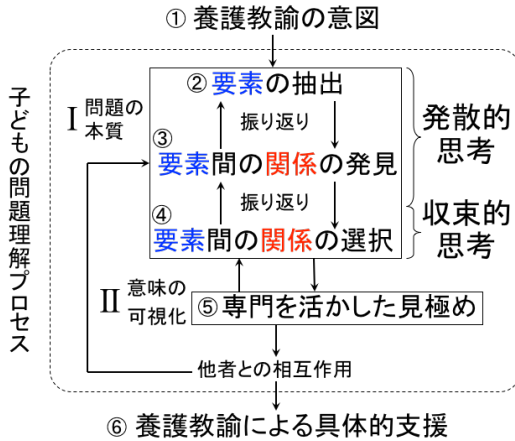 ① 養護教諭の意図
子どもの問題理解プロセス
Ⅰ 問題の
本質
② 要素の抽出
振り返り
③
要素間の関係の発見
振り返り
④
要素間の関係の選択
発散的
思考
収束的
思考
Ⅱ 意味の
可視化
⑤ 専門を活かした見極め
他者との相互作用
⑥ 養護教諭による具体的支援